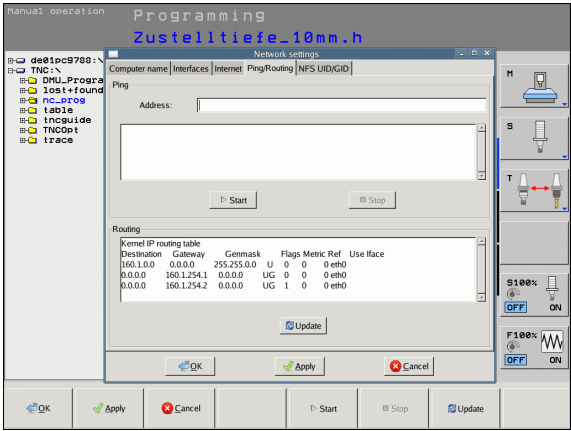 Manual operation
Programming
Zustelltiefe_10mm.h
de01pc9788:\
TNC:\
DMU_Progra
lost+found
nc_prog
table
tncguide
TNCOpt
trace
Network settings
Computer name Interfaces Internet Ping/Routing NFS UID/GID
Ping
Address:
Start Stop
Routing
Kernel IP routing table
Destination Gateway Genmask Flags Metric Ref Use Iface
160.1.0.0 0.0.0.0 255.255.0.0 U 0 0 0 eth0
0.0.0.0 160.1.254.1 0.0.0.0 UG 0 0 0 eth0
0.0.0.0 160.1.254.2 0.0.0.0 UG 1 0 0 eth0
Update
OK Apply Cancel
M
S
T
S100%
OFF ON
F100%
OFF ON
OK Apply Cancel Start Stop Update